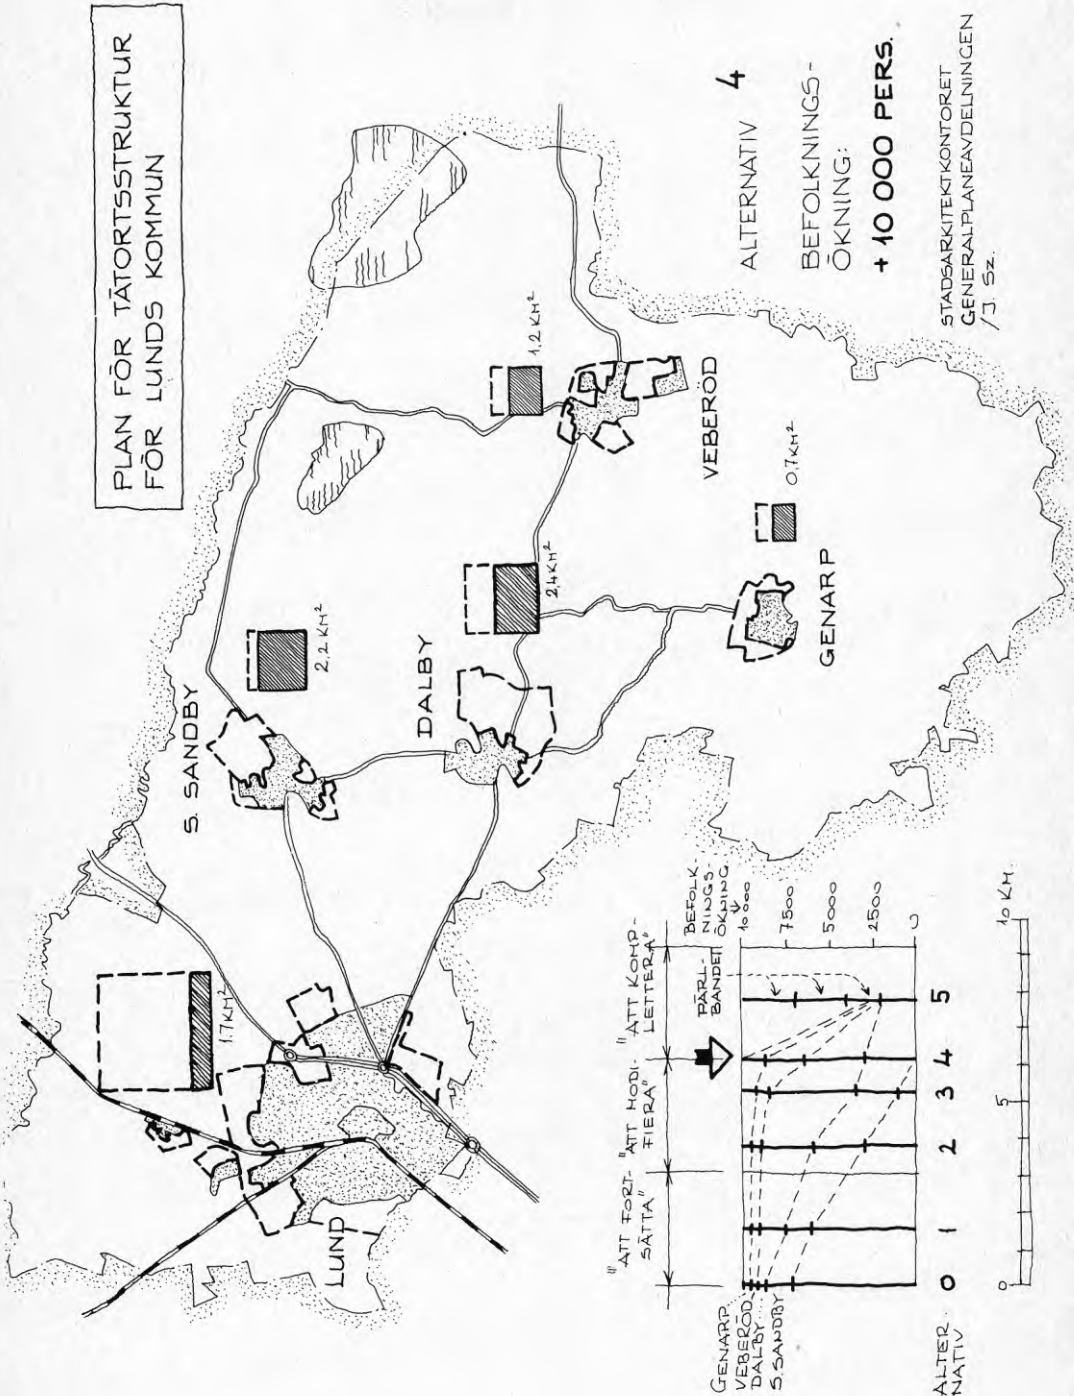 PLAN FÖR TÄTORTSSTRUKTUR
FÖR LUNDS KOMMUN
ALTERNATIV 4
BEFOLKNINGS-
ÖKNING:
+ 10 000 PERS.
STADSARKITEKTKONTORET
GENERALPLANEAVDELNINGEN
/J. SZ.
1.7 KM²
LUND
S. SANDBY
2,2 KM²
DALBY
2,4 KM²
1,2 KM²
VEBERÖD
0,7 KM²
GENARP
"ATT FORT-
SÄTTA"
"ATT MODI-
FIERA"
"ATT KOMP-
LETTERA"
PÄRL-
BANDET
BEFOLK-
NINGS-
ÖKNING
10 000
7500
5000
2500
0
GENARP
VEBERÖD
DALBY
S. SANDBY
ALTER-
NATIV
0 1 2 3 4 5
0 5 10 KM.